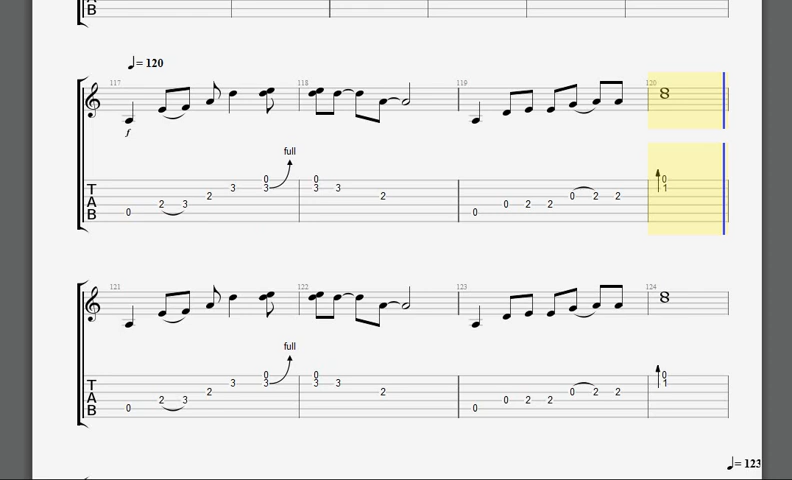 B
♩= 120
117 118 119 120
f
full
T A B
0 3 0 0
3 3 3 1
2 2 0 2 2
2 3 0 2 2
0 0
121 122 123 124
full
T A B
0 0 0
3 3 3 3 1
2 2 0 2 2
2 3 0 2 2
0 0
♩= 123